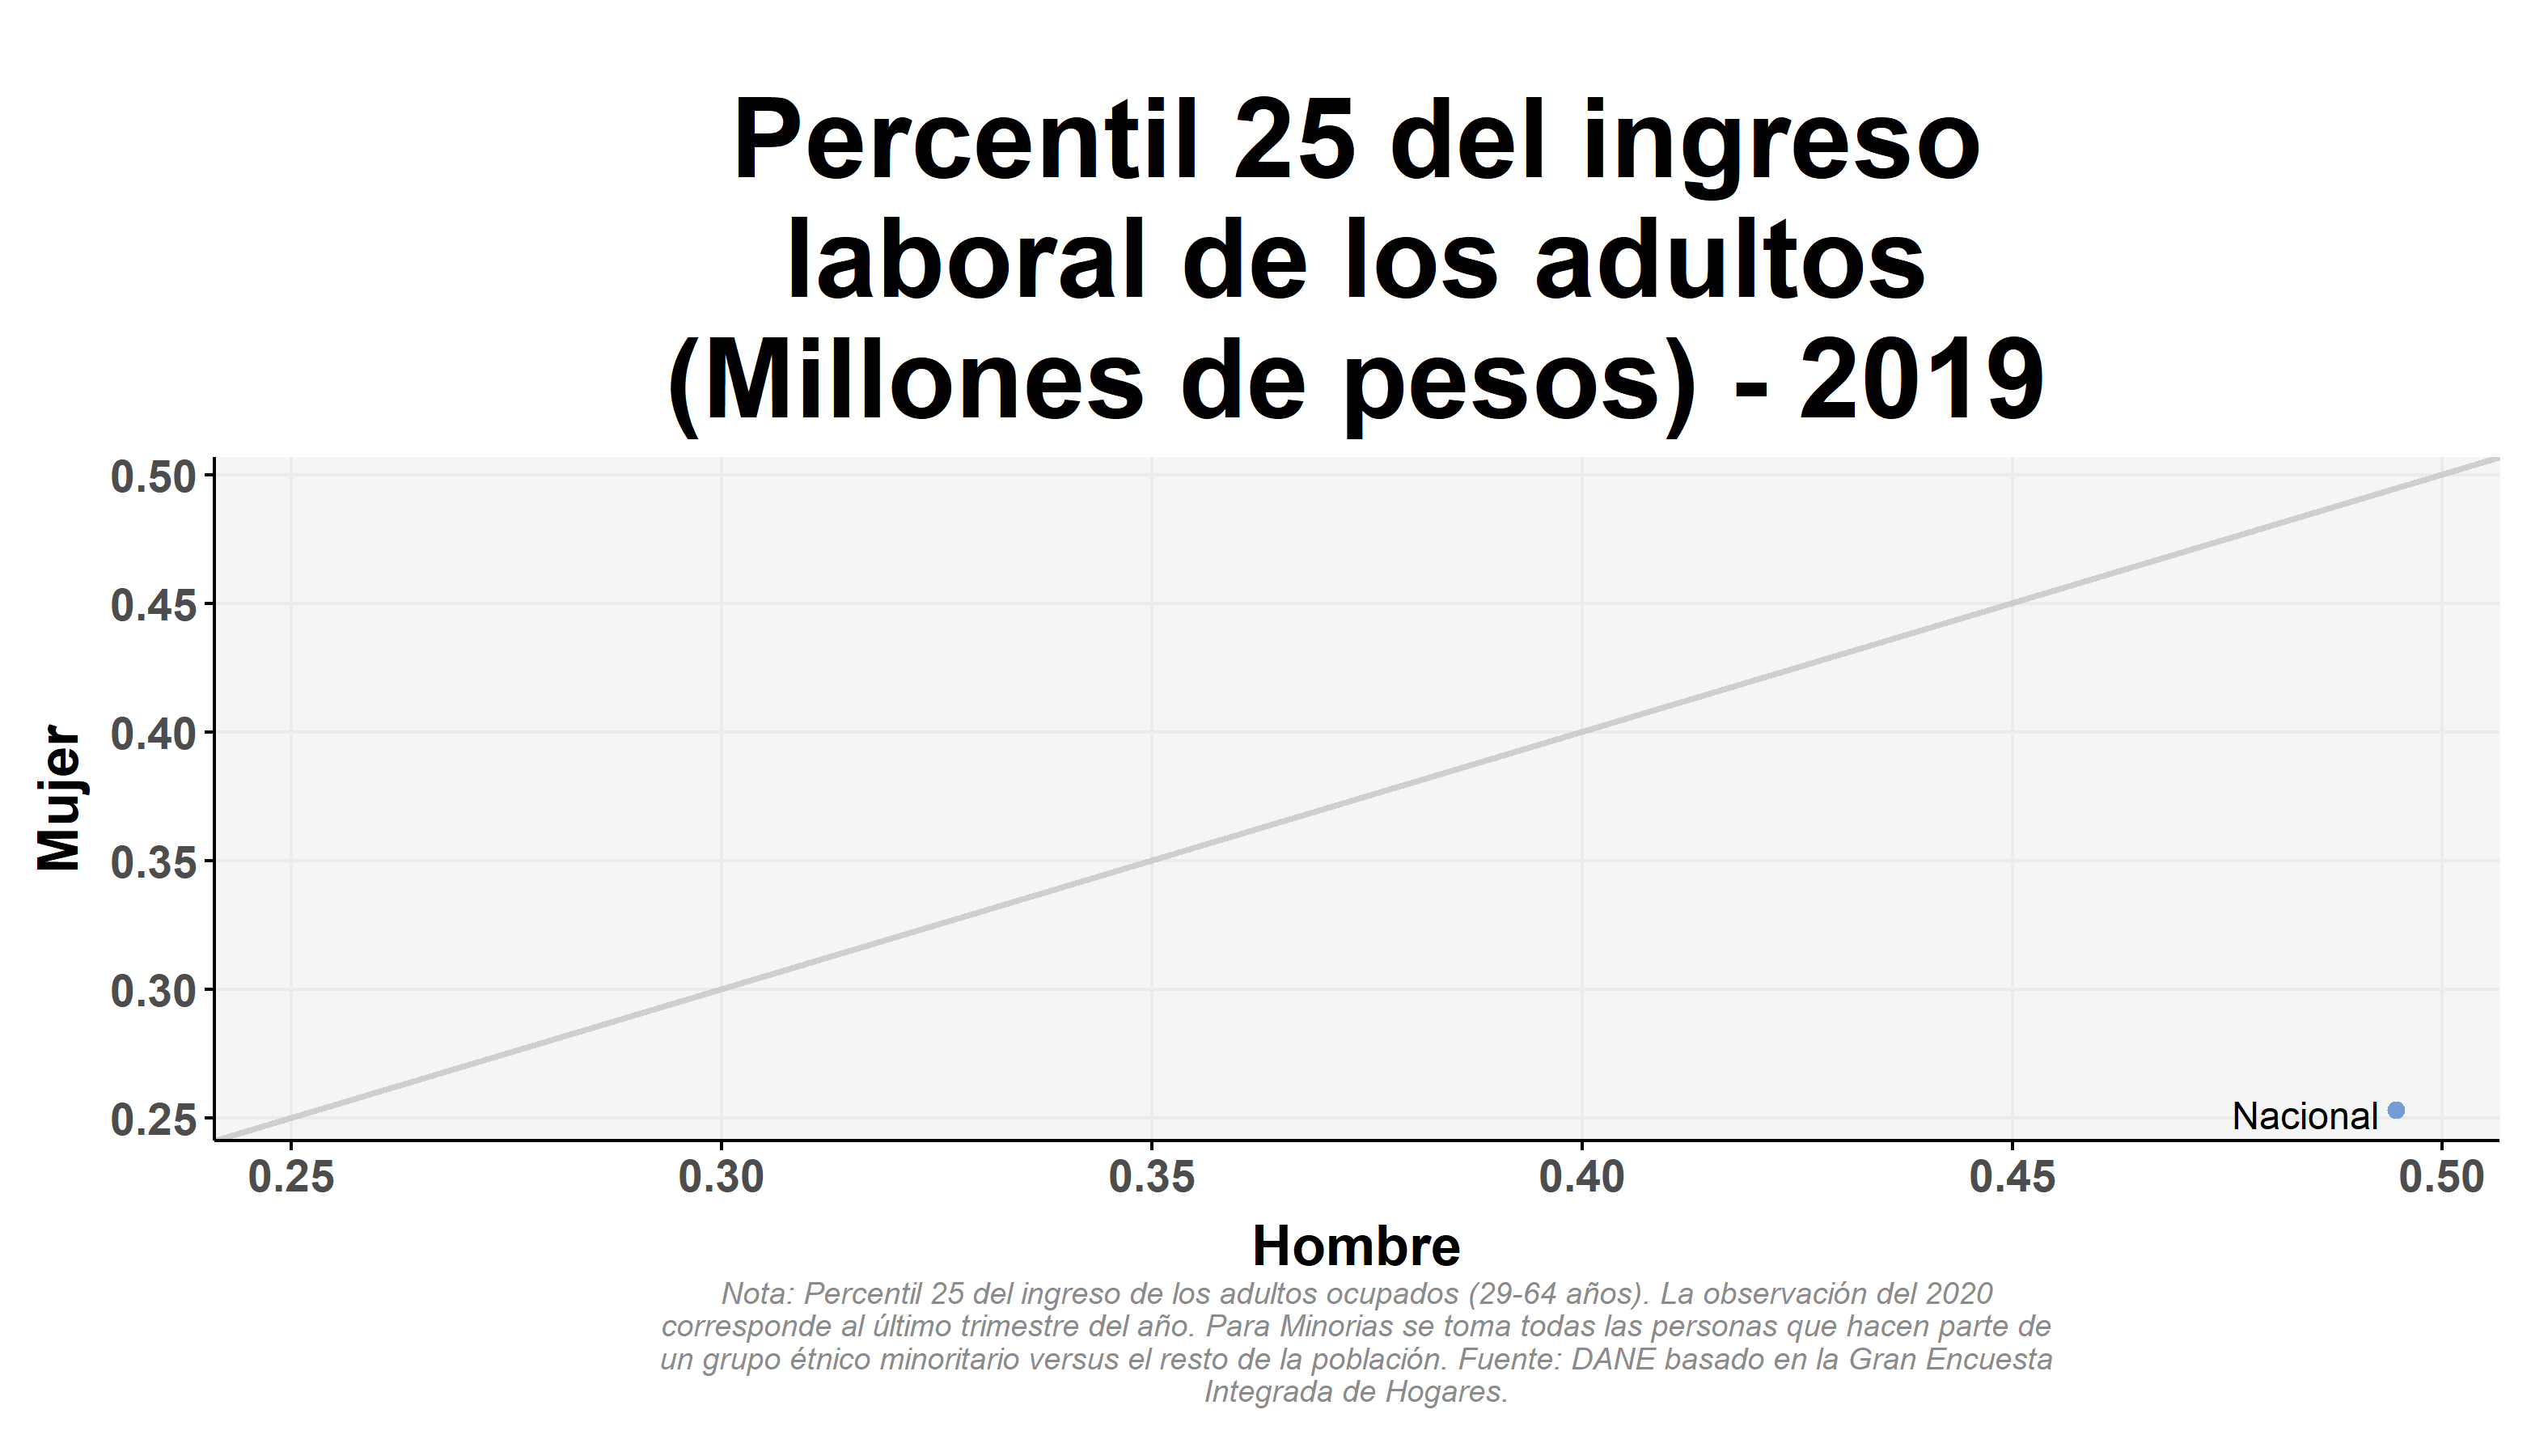 Percentil 25 del ingreso
laboral de los adultos
(Millones de pesos) - 2019
0.50
0.45
0.40
0.35
0.30
0.25
Mujer
Nacional
0.25 0.30 0.35 0.40 0.45 0.50
Hombre
Nota: Percentil 25 del ingreso de los adultos ocupados (29-64 años). La observación del 2020
corresponde al último trimestre del año. Para Minorias se toma todas las personas que hacen parte de
un grupo étnico minoritario versus el resto de la población. Fuente: DANE basado en la Gran Encuesta
Integrada de Hogares.